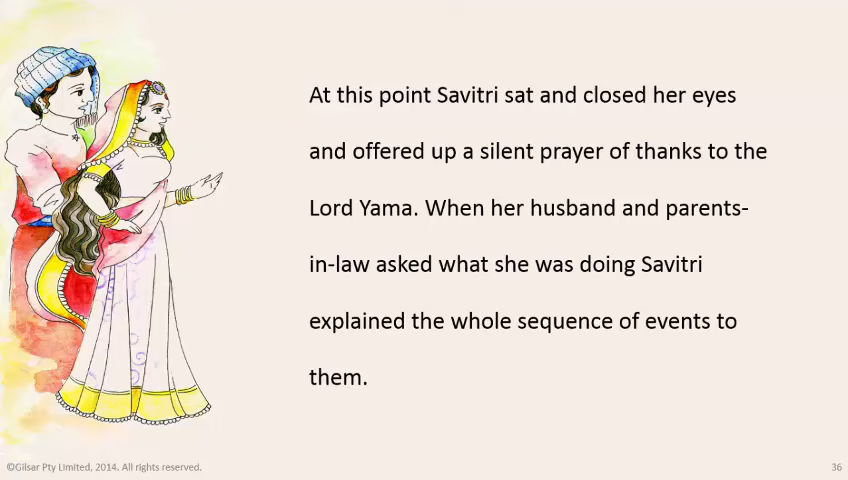 At this point Savitri sat and closed her eyes
and offered up a silent prayer of thanks to the
Lord Yama. When her husband and parents-
in-law asked what she was doing Savitri
explained the whole sequence of events to
them.
©Gilsar Pty Limited, 2014. All rights reserved.
36